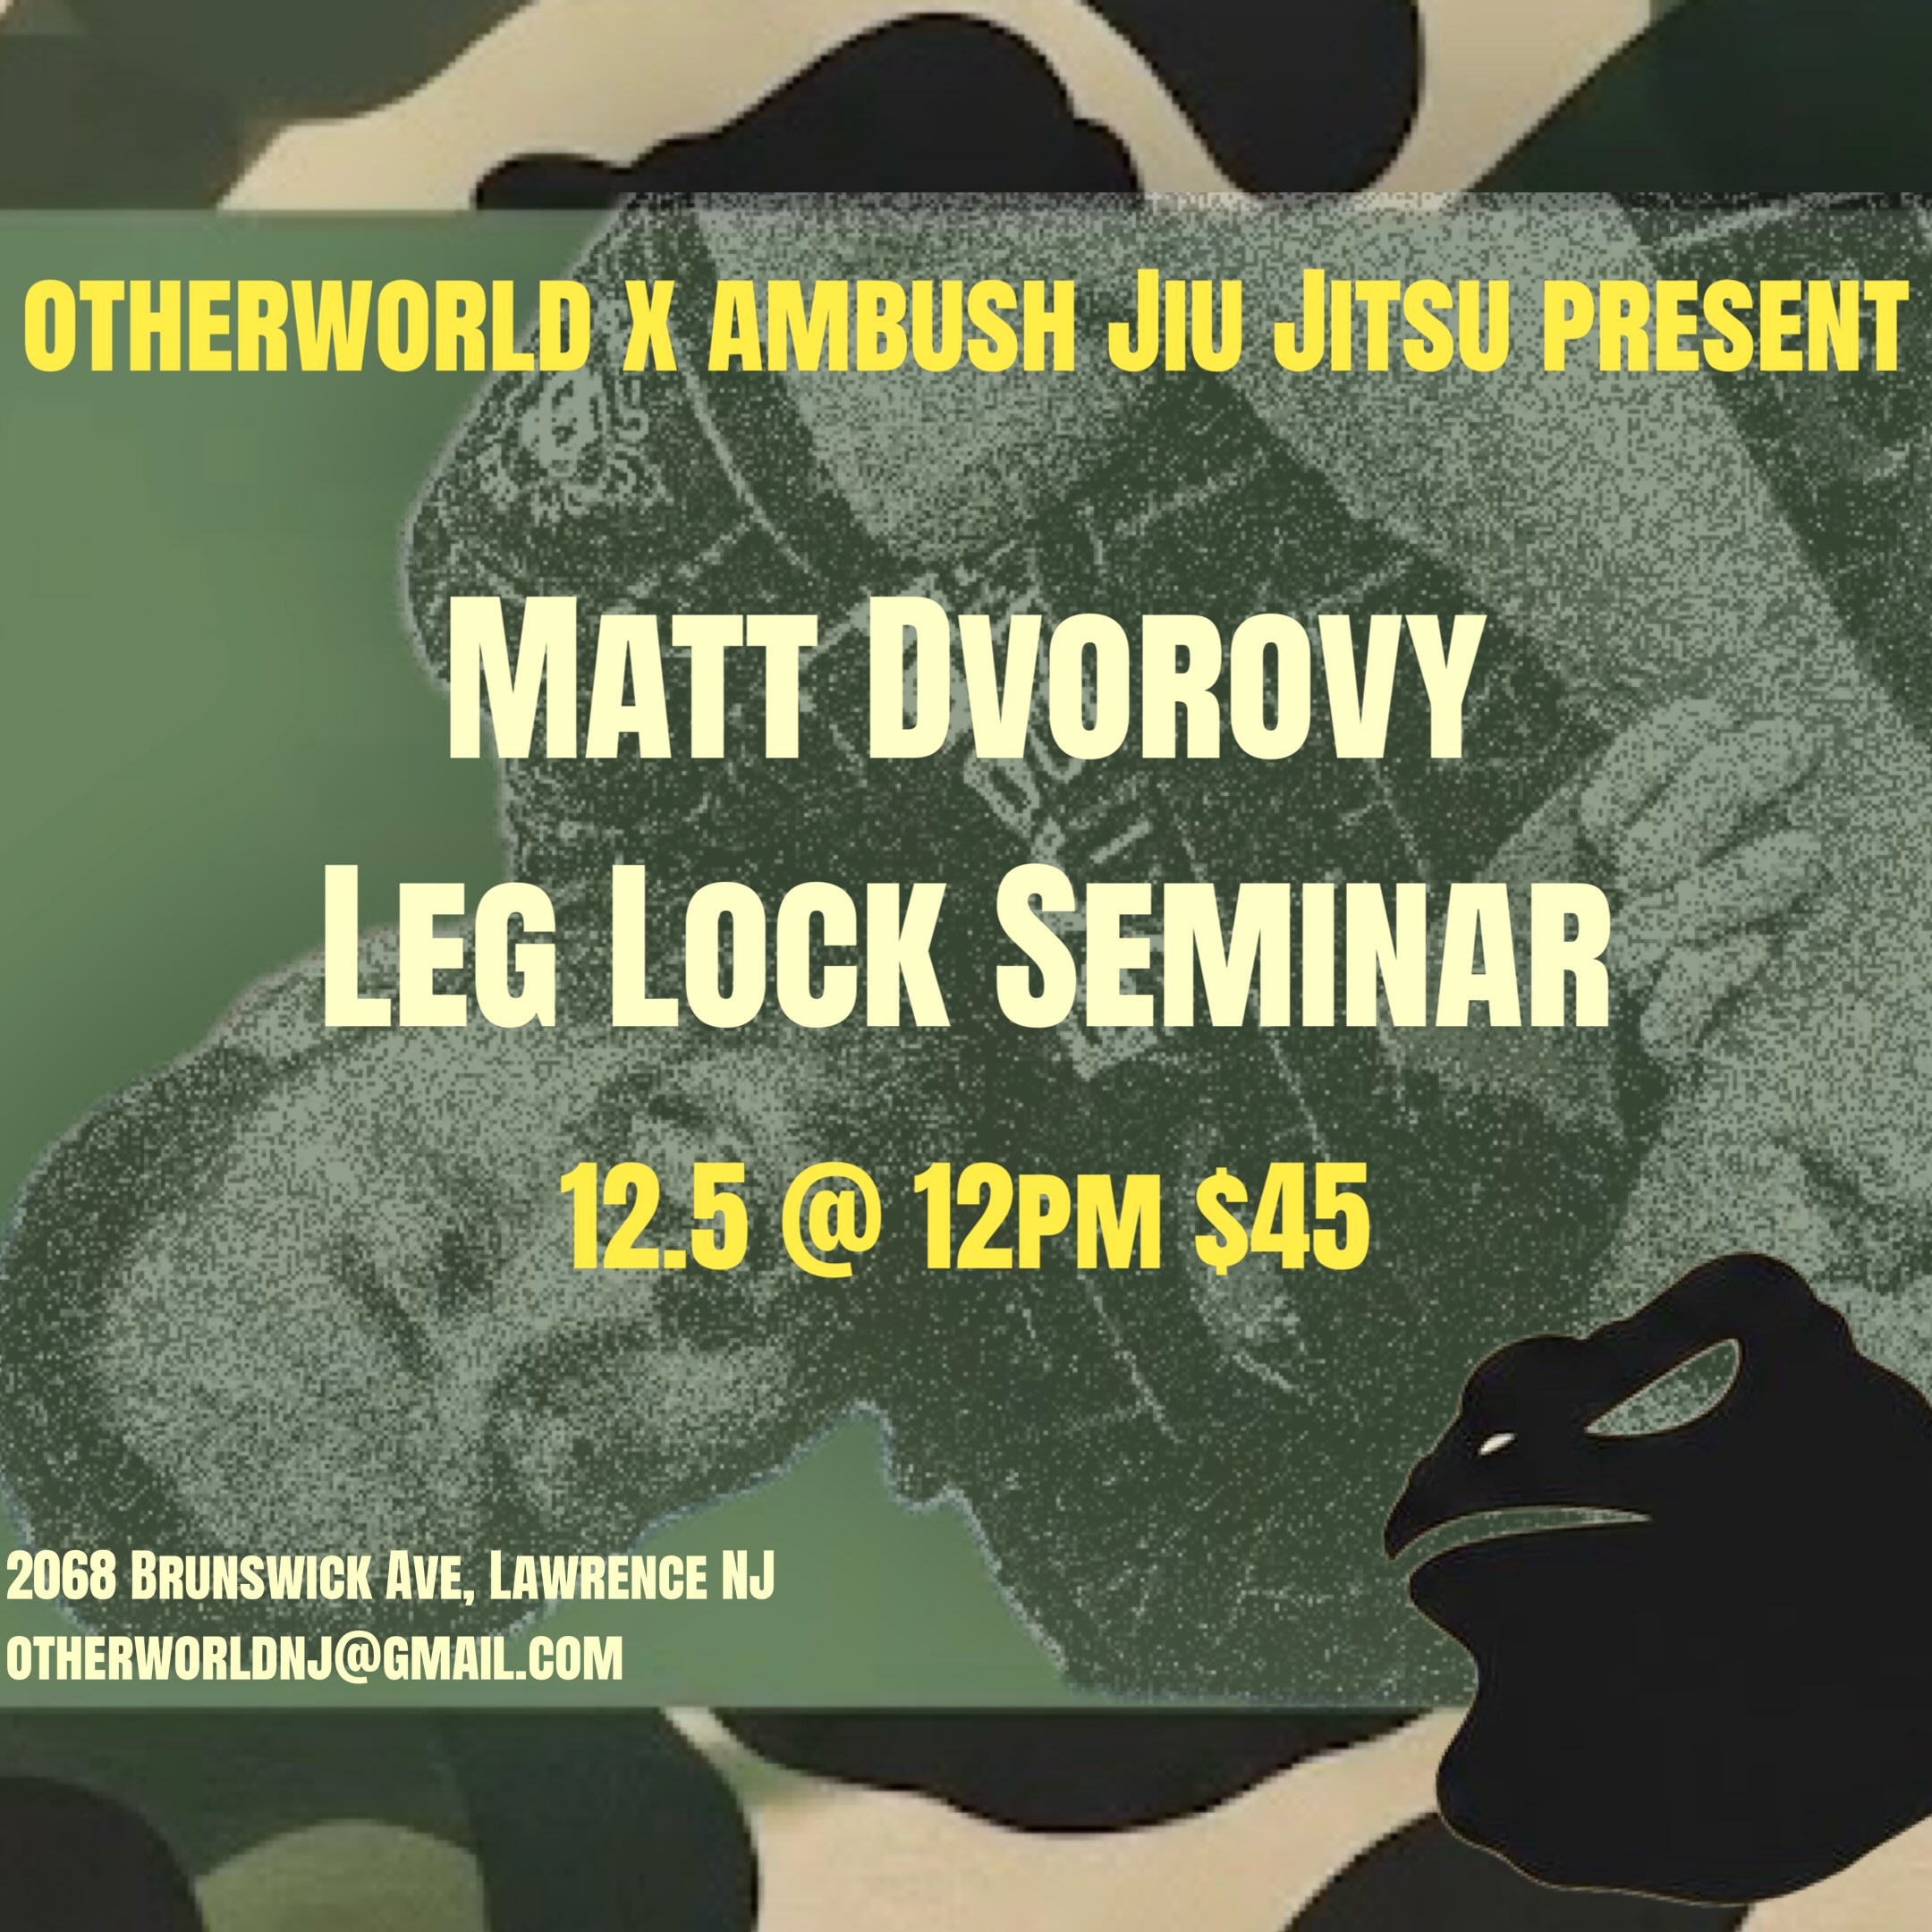 OTHERWORLD X AMBUSH JIU JITSU PRESENT
MATT DVOROVY
LEG LOCK SEMINAR
12.5 @ 12PM $45
2068 BRUNSWICK AVE, LAWRENCE NJ
OTHERWORLDNJ@GMAIL.COM